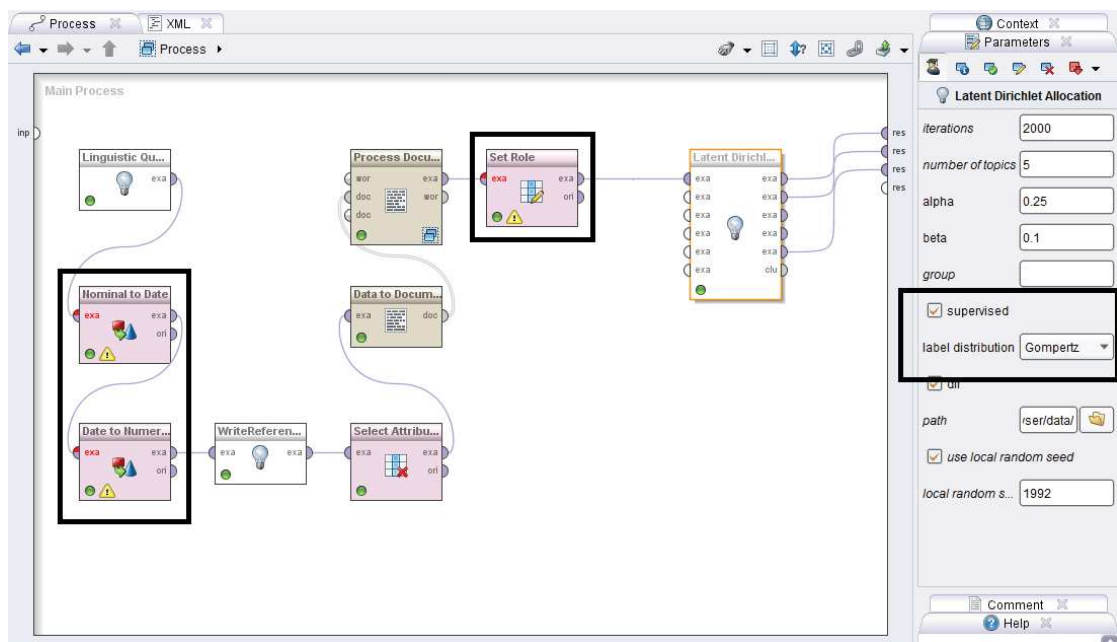 Process
XML
Context
Parameters
Process
Latent Dirichlet Allocation
Main Process
inp
res
res
res
res
Linguistic Qu...
exa
Process Docu...
wor exa
doc wor
doc
Set Role
exa exa
ori
Latent Dirichl...
exa exa
exa exa
exa exa
exa exa
exa exa
exa clu
Nominal to Date
exa exa
ori
Data to Docum...
exa doc
Date to Numer...
exa exa
ori
WriteReferen...
exa exa
Select Attribu...
exa exa
ori
iterations 2000
number of topics 5
alpha 0.25
beta 0.1
group
supervised
label distribution Gompertz
path /ser/data/
use local random seed
local random s... 1992
Comment
Help